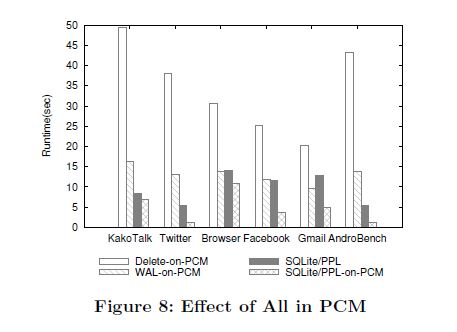 50
45
40
35
30
25
20
15
10
5
0
Runtime(sec)
KakoTalk Twitter Browser Facebook Gmail AndroBench
Delete-on-PCM SQLite/PPL
WAL-on-PCM SQLite/PPL-on-PCM
Figure 8: Effect of All in PCM